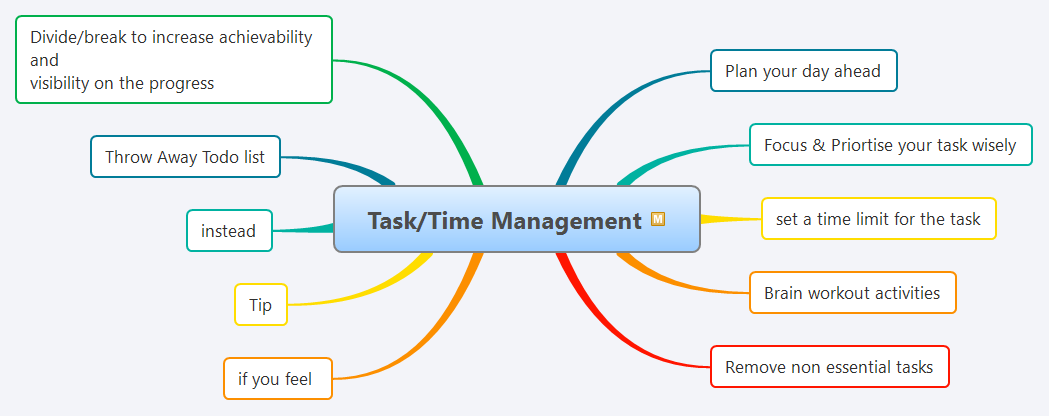 Divide/break to increase achievability
and
visibility on the progress
Throw Away Todo list
instead
Tip
if you feel
Task/Time Management M
Plan your day ahead
Focus & Priortise your task wisely
set a time limit for the task
Brain workout activities
Remove non essential tasks